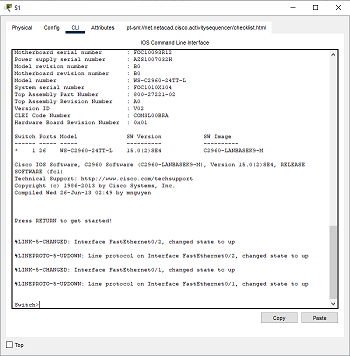 S1
Physical Config CLI Attributes pt-sm://net.netacad.cisco.activitysequencer/checklist.html
IOS Command Line Interface
Motherboard serial number : FOC10093R12
Power supply serial number : AZS1007032H
Model revision number : B0
Motherboard revision number : B0
Model number : WS-C2960-24TT-L
System serial number : FOC1010X104
Top Assembly Part Number : 800-27221-02
Top Assembly Revision Number : A0
Version ID : V02
CLEI Code Number : COM3L00BRA
Hardware Board Revision Number : 0x01
Switch Ports Model SW Version SW Image
------ ----- ----- ---------- ----------
* 1 26 WS-C2960-24TT-L 15.0(2)SE4 C2960-LANBASEK9-M
Cisco IOS Software, C2960 Software (C2960-LANBASEK9-M), Version 15.0(2)SE4, RELEASE
SOFTWARE (fc1)
Technical Support: http://www.cisco.com/techsupport
Copyright (c) 1986-2013 by Cisco Systems, Inc.
Compiled Wed 26-Jun-13 02:49 by mnguyen
Press RETURN to get started!
%LINK-5-CHANGED: Interface FastEthernet0/2, changed state to up
%LINEPROTO-5-UPDOWN: Line protocol on Interface FastEthernet0/2, changed state to up
%LINK-5-CHANGED: Interface FastEthernet0/1, changed state to up
%LINEPROTO-5-UPDOWN: Line protocol on Interface FastEthernet0/1, changed state to up
Switch>
Copy Paste
Top